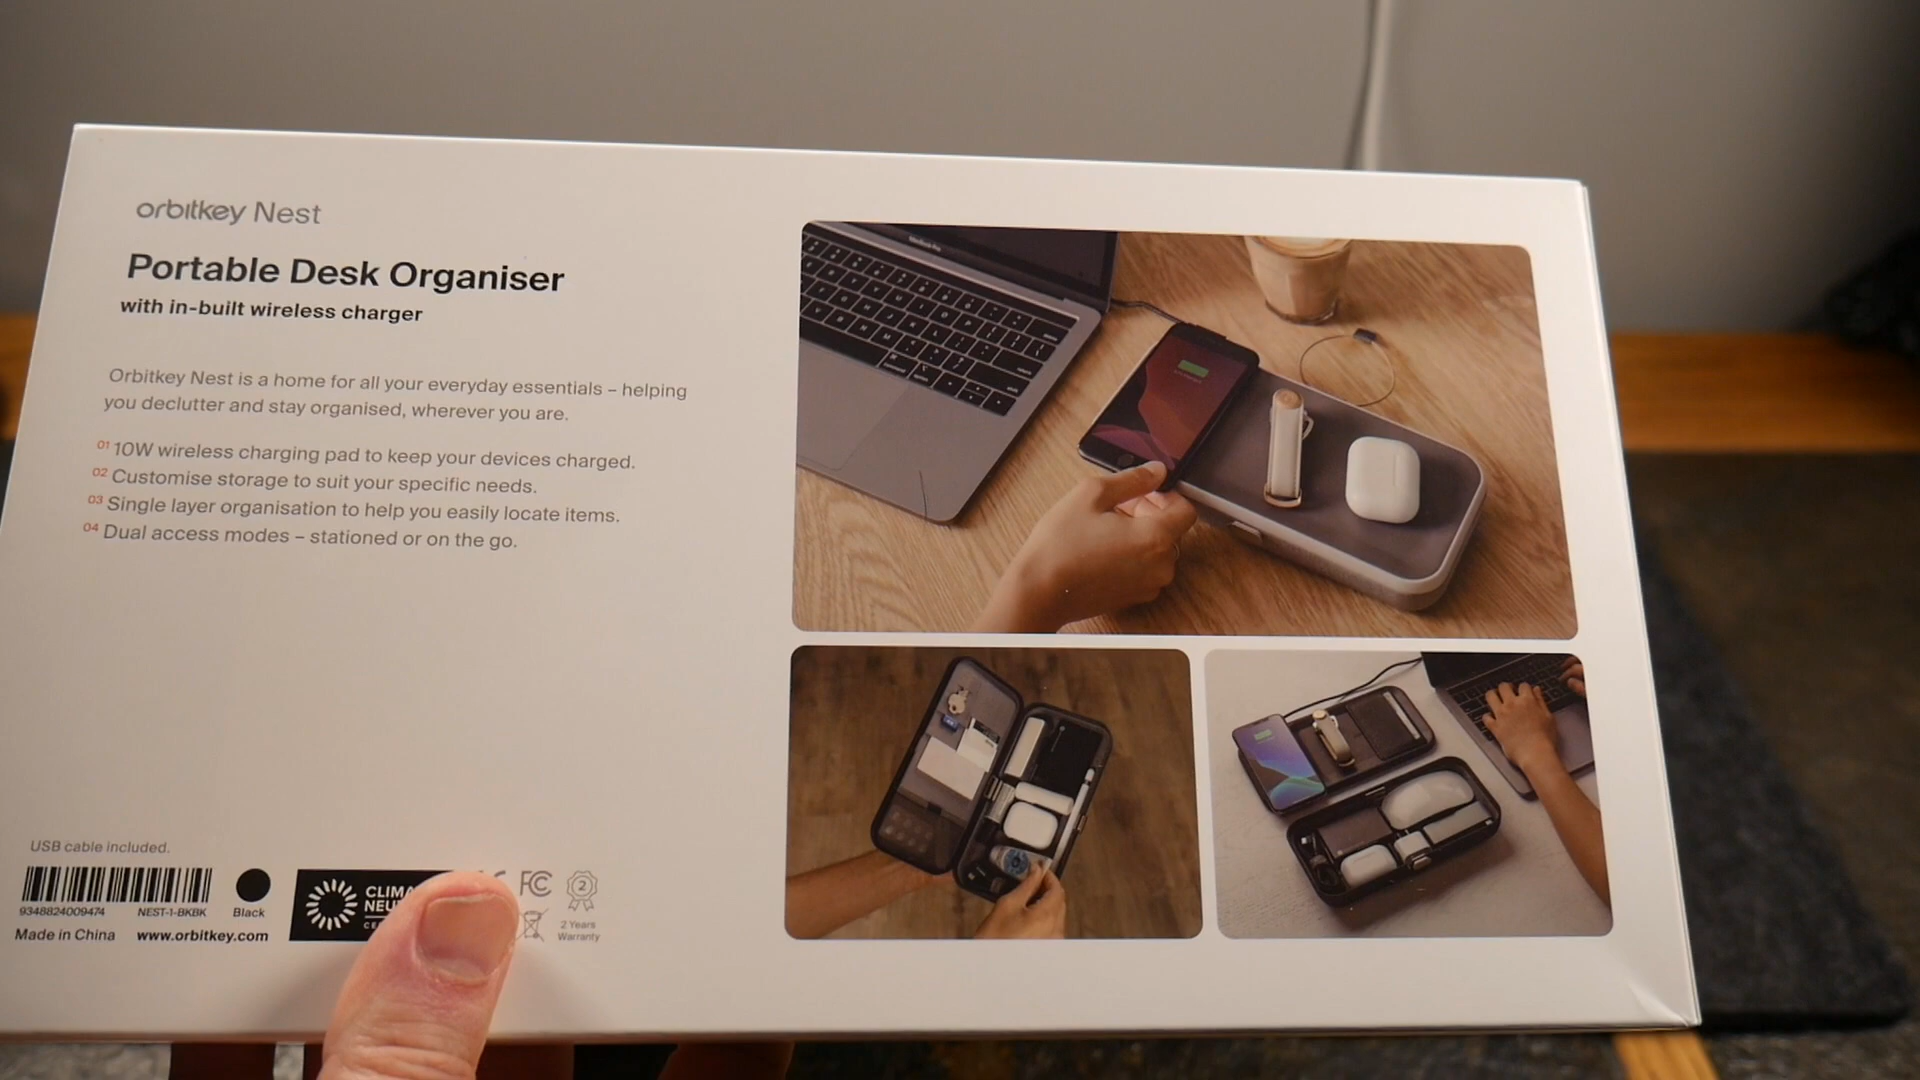 orbitkey Nest
Portable Desk Organiser
with in-built wireless charger
Orbitkey Nest is a home for all your everyday essentials – helping
you declutter and stay organised, wherever you are.
01 10W wireless charging pad to keep your devices charged.
02 Customise storage to suit your specific needs.
03 Single layer organisation to help you easily locate items.
04 Dual access modes – stationed or on the go.
USB cable included.
9348824009474 NEST-1-BKBK Black
Made in China www.orbitkey.com
FC
2
2 Years
Warranty
MacBook Pro